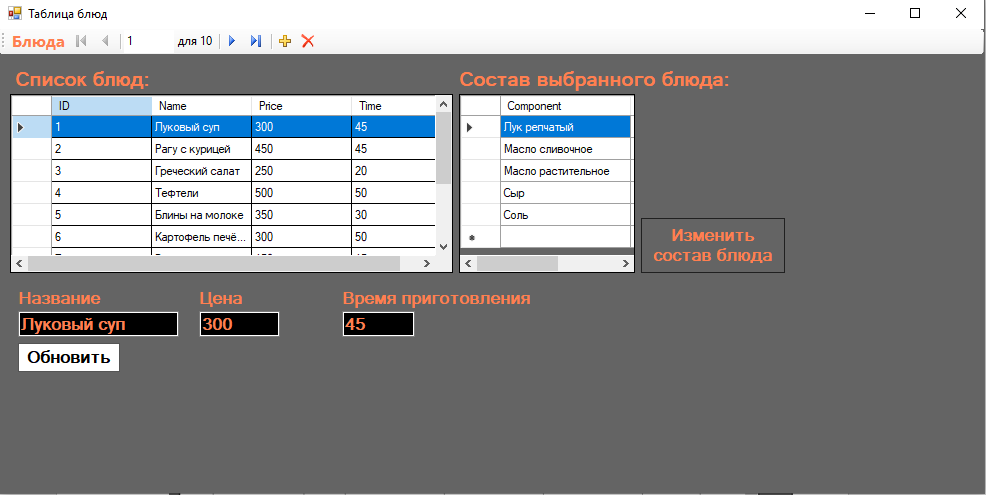 Таблица блюд
Блюда 1 для 10
Список блюд: Состав выбранного блюда:
ID Name Price Time Component
1 Луковый суп 300 45 Лук репчатый
2 Рагу с курицей 450 45 Масло сливочное
3 Греческий салат 250 20 Масло растительное
4 Тефтели 500 50 Сыр
5 Блины на молоке 350 30 Соль
6 Картофель печё... 300 50
Изменить
состав блюда
Название Цена Время приготовления
Луковый суп 300 45
Обновить